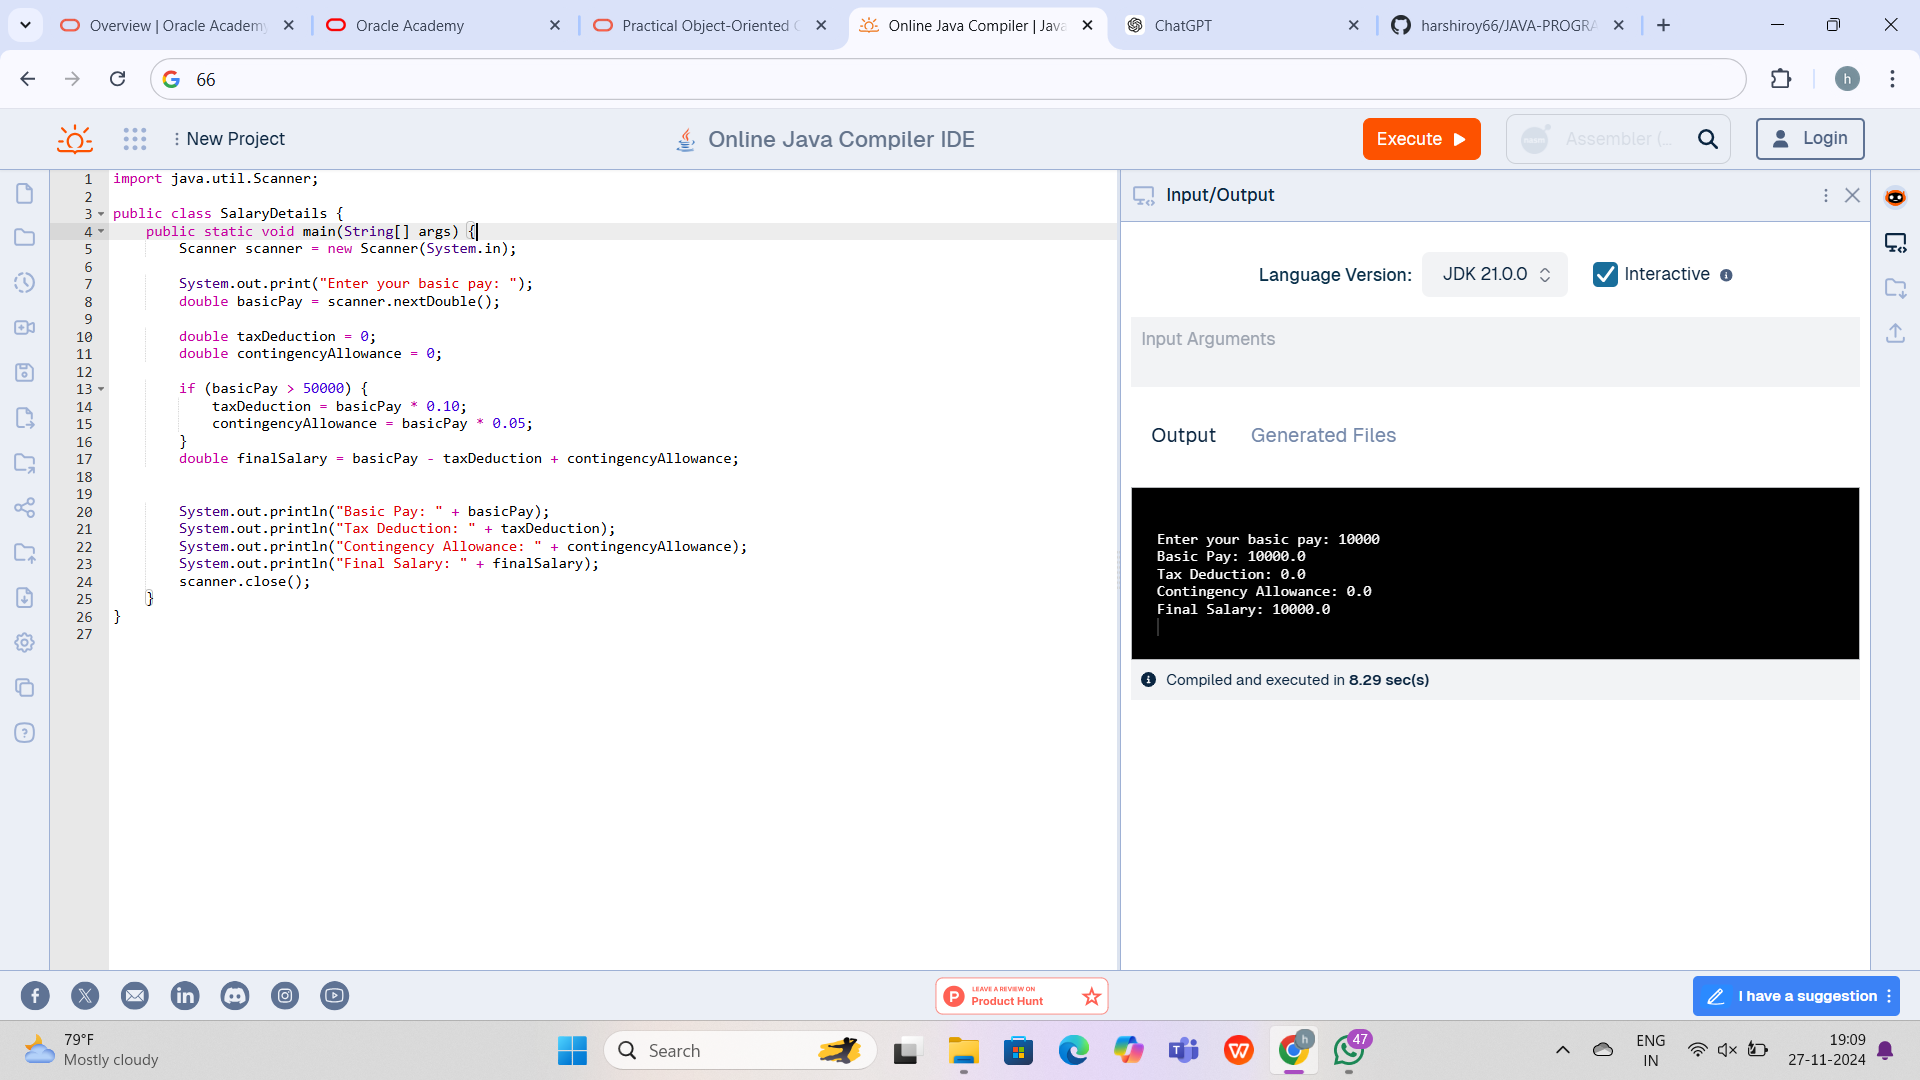 Overview | Oracle Academy
Oracle Academy
Practical Object-Oriented
Online Java Compiler | Java
ChatGPT
harshiroy66/JAVA-PROGRA
66
h
New Project
Online Java Compiler IDE
Execute
Assembler (...
Login
1 import java.util.Scanner;
2
3 public class SalaryDetails {
4 public static void main(String[] args) {
5 Scanner scanner = new Scanner(System.in);
6
7 System.out.print("Enter your basic pay: ");
8 double basicPay = scanner.nextDouble();
9
10 double taxDeduction = 0;
11 double contingencyAllowance = 0;
12
13 if (basicPay > 50000) {
14 taxDeduction = basicPay * 0.10;
15 contingencyAllowance = basicPay * 0.05;
16 }
17 double finalSalary = basicPay - taxDeduction + contingencyAllowance;
18
19
20 System.out.println("Basic Pay: " + basicPay);
21 System.out.println("Tax Deduction: " + taxDeduction);
22 System.out.println("Contingency Allowance: " + contingencyAllowance);
23 System.out.println("Final Salary: " + finalSalary);
24 scanner.close();
25 }
26 }
27
Input/Output
Language Version: JDK 21.0.0 Interactive
Input Arguments
Output Generated Files
Enter your basic pay: 10000
Basic Pay: 10000.0
Tax Deduction: 0.0
Contingency Allowance: 0.0
Final Salary: 10000.0
Compiled and executed in 8.29 sec(s)
LEAVE A REVIEW ON
Product Hunt
I have a suggestion
79°F
Mostly cloudy
Search
h
47
ENG
IN
19:09
27-11-2024